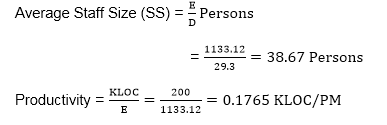 Average Staff Size (SS) = E/D Persons
= 1133.12/29.3 = 38.67 Persons
Productivity = KLOC/E = 200/1133.12 = 0.1765 KLOC/PM